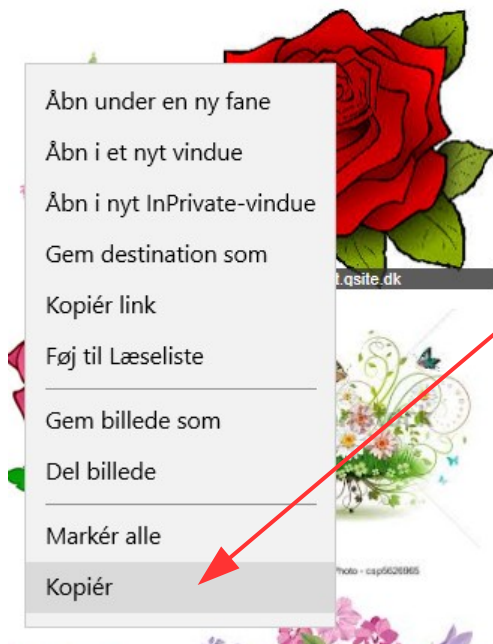 Åbn under en ny fane
Åbn i et nyt vindue
Åbn i nyt InPrivate-vindue
Gem destination som
t.qsite.dk
Kopiér link
Føj til Læseliste
Gem billede som
Del billede
Markér alle
Photo - csp5626965
Kopiér